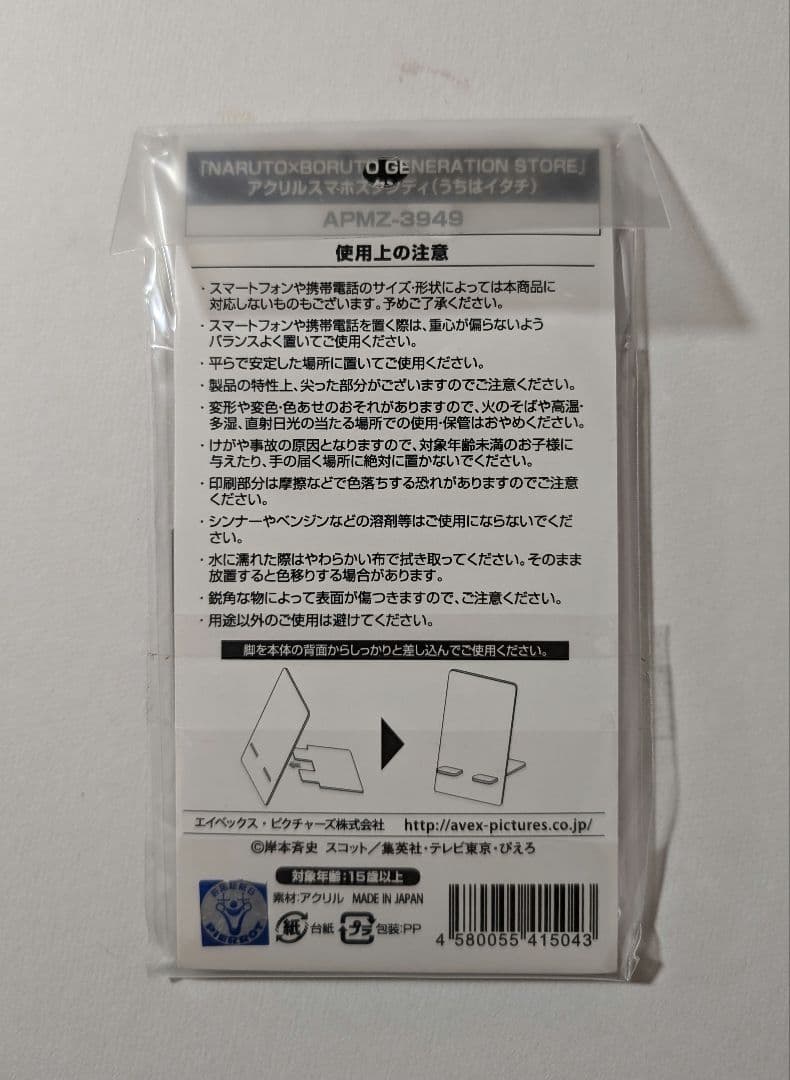 「NARUTO×BORUTO GENERATION STORE」
アクリルスマホスタンディ(うちはイタチ)
APMZ-3949
使用上の注意
・スマートフォンや携帯電話のサイズ・形状によっては本商品に
対応しないものもございます。予めご了承ください。
・スマートフォンや携帯電話を置く際は、重心が偏らないよう
バランスよく置いてご使用ください。
・平らで安定した場所に置いてご使用ください。
・製品の特性上、尖った部分がございますのでご注意ください。
・変形や変色・色あせのおそれがありますので、火のそばや高温・
多湿、直射日光の当たる場所での使用・保管はおやめください。
・けがや事故の原因となりますので、対象年齢未満のお子様に
与えたり、手の届く場所に絶対に置かないでください。
・印刷部分は摩擦などで色落ちする恐れがありますのでご注意
ください。
・シンナーやベンジンなどの溶剤等はご使用にならないでくだ
さい。
・水に濡れた際はやわらかい布で拭き取ってください。そのまま
放置すると色移りする場合があります。
・鋭角な物によって表面が傷つきますので、ご注意ください。
・用途以外のご使用は避けてください。
脚を本体の背面からしっかりと差し込んでご使用ください。
エイベックス・ピクチャーズ株式会社 http://avex-pictures.co.jp/
©岸本斉史 スコット/集英社・テレビ東京・ぴえろ
対象年齢:15歳以上
素材:アクリル MADE IN JAPAN
紙 台紙 プラ 包装:PP
PIERROT
4 580055 415043